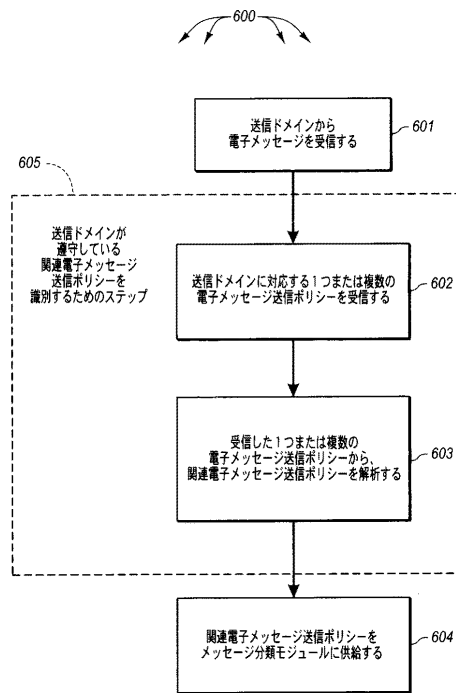 600
送信ドメインから
電子メッセージを受信する
601
605
送信ドメインが
遵守している
関連電子メッセージ
送信ポリシーを
識別するためのステップ
送信ドメインに対応する1つまたは複数の
電子メッセージ送信ポリシーを受信する
602
受信した1つまたは複数の
電子メッセージ送信ポリシーから、
関連電子メッセージ送信ポリシーを解析する
603
関連電子メッセージ送信ポリシーを
メッセージ分類モジュールに供給する
604